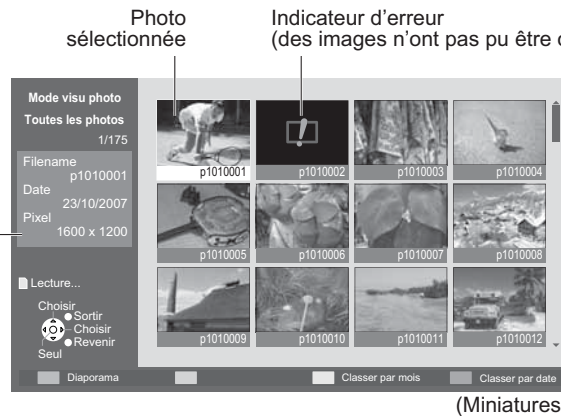 Photo
sélectionnée
Indicateur d’erreur
(des images n’ont pas pu être
Mode visu photo
Toutes les photos
1/175
Filename
p1010001
Date
23/10/2007
Pixel
1600 x 1200
Lecture...
Choisir
Sortir
Choisir
Revenir
Seul
p1010001
p1010002
p1010003
p1010004
p1010005
p1010006
p1010007
p1010008
p1010009
p1010010
p1010011
p1010012
Diaporama
Classer par mois
Classer par date
(Miniatures